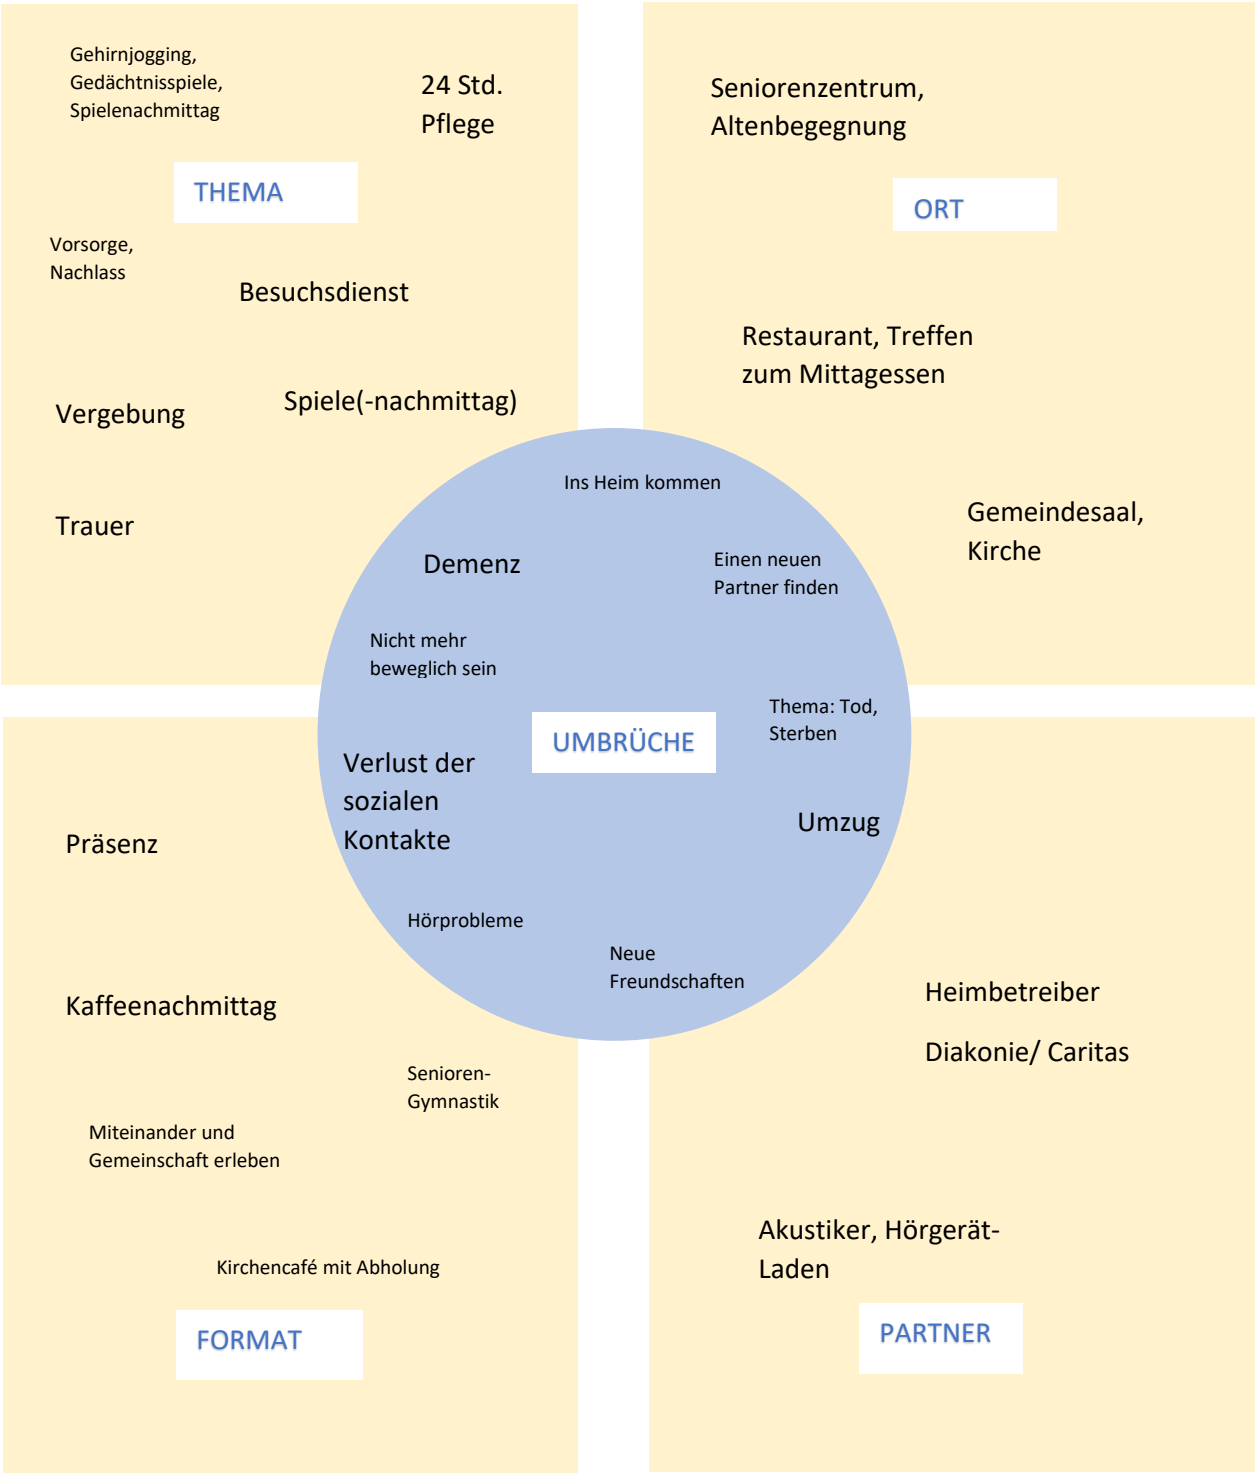 Gehirnjogging,
Gedächtnisspiele,
Spielenachmittag
24 Std.
Pflege
THEMA
Vorsorge,
Nachlass
Besuchsdienst
Spiele(-nachmittag)
Vergebung
Trauer
Seniorenzentrum,
Altenbegegnung
ORT
Restaurant, Treffen
zum Mittagessen
Gemeindesaal,
Kirche
Ins Heim kommen
Demenz
Einen neuen
Partner finden
Nicht mehr
beweglich sein
Thema: Tod,
Sterben
UMBRÜCHE
Verlust der
sozialen
Kontakte
Umzug
Hörprobleme
Neue
Freundschaften
Präsenz
Kaffeenachmittag
Senioren-
Gymnastik
Miteinander und
Gemeinschaft erleben
Kirchencafé mit Abholung
FORMAT
Heimbetreiber
Diakonie/ Caritas
Akustiker, Hörgerät-
Laden
PARTNER